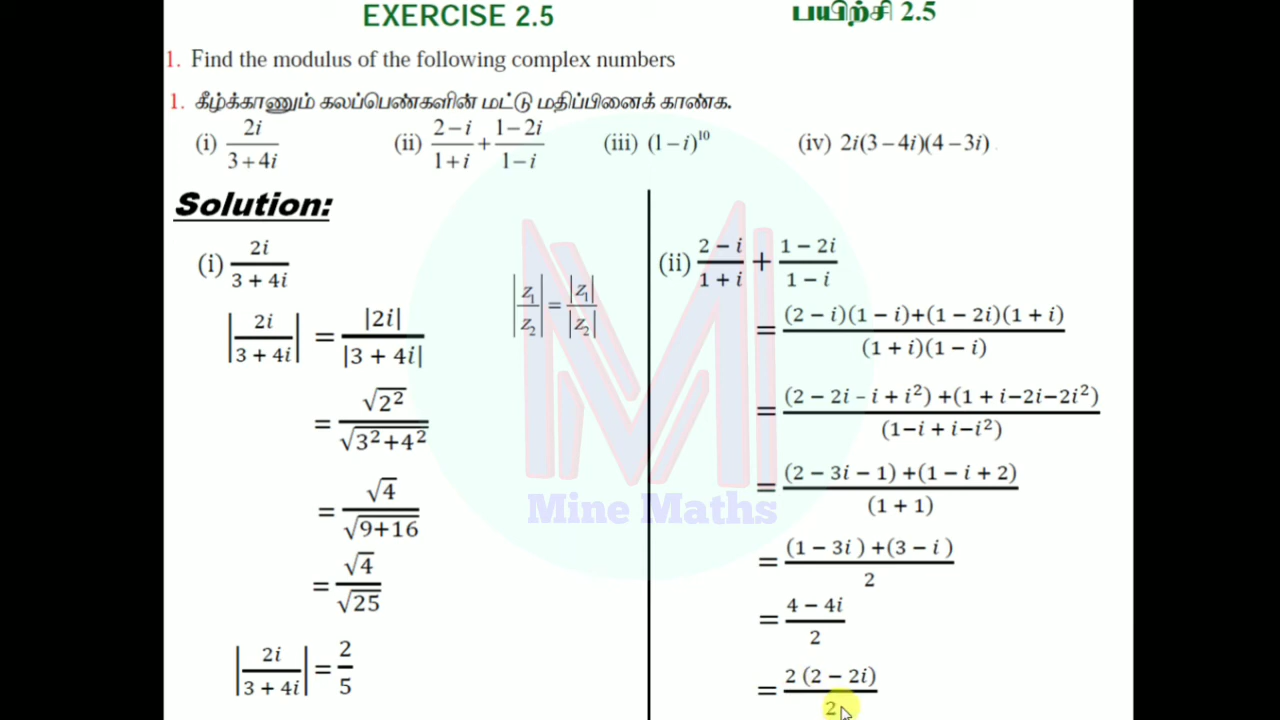 EXERCISE 2.5
பயிற்சி 2.5
1. Find the modulus of the following complex numbers
1. கீழ்க்காணும் கலப்பெண்களின் மட்டு மதிப்பினைக் காண்க.
(i) 2i/(3+4i) (ii) (2−i)/(1+i) + (1−2i)/(1−i) (iii) (1−i)¹⁰ (iv) 2i(3−4i)(4−3i)
Solution:
(i) 2i/(3 + 4i)
|2i/(3 + 4i)| = |2i|/|3 + 4i|
|z₁/z₂| = |z₁|/|z₂|
= √2²/√(3²+4²)
= √4/√(9+16)
= √4/√25
|2i/(3 + 4i)| = 2/5
(ii) (2 − i)/(1 + i) + (1 − 2i)/(1 − i)
= ((2 − i)(1 − i)+(1 − 2i)(1 + i))/((1 + i)(1 − i))
= ((2 − 2i − i + i²) +(1 + i−2i−2i²))/(1−i + i−i²)
= ((2 − 3i − 1) +(1 − i + 2))/(1 + 1)
= ((1 − 3i ) +(3 − i ))/2
= (4 − 4i)/2
= 2 (2 − 2i)/2
Mine Maths